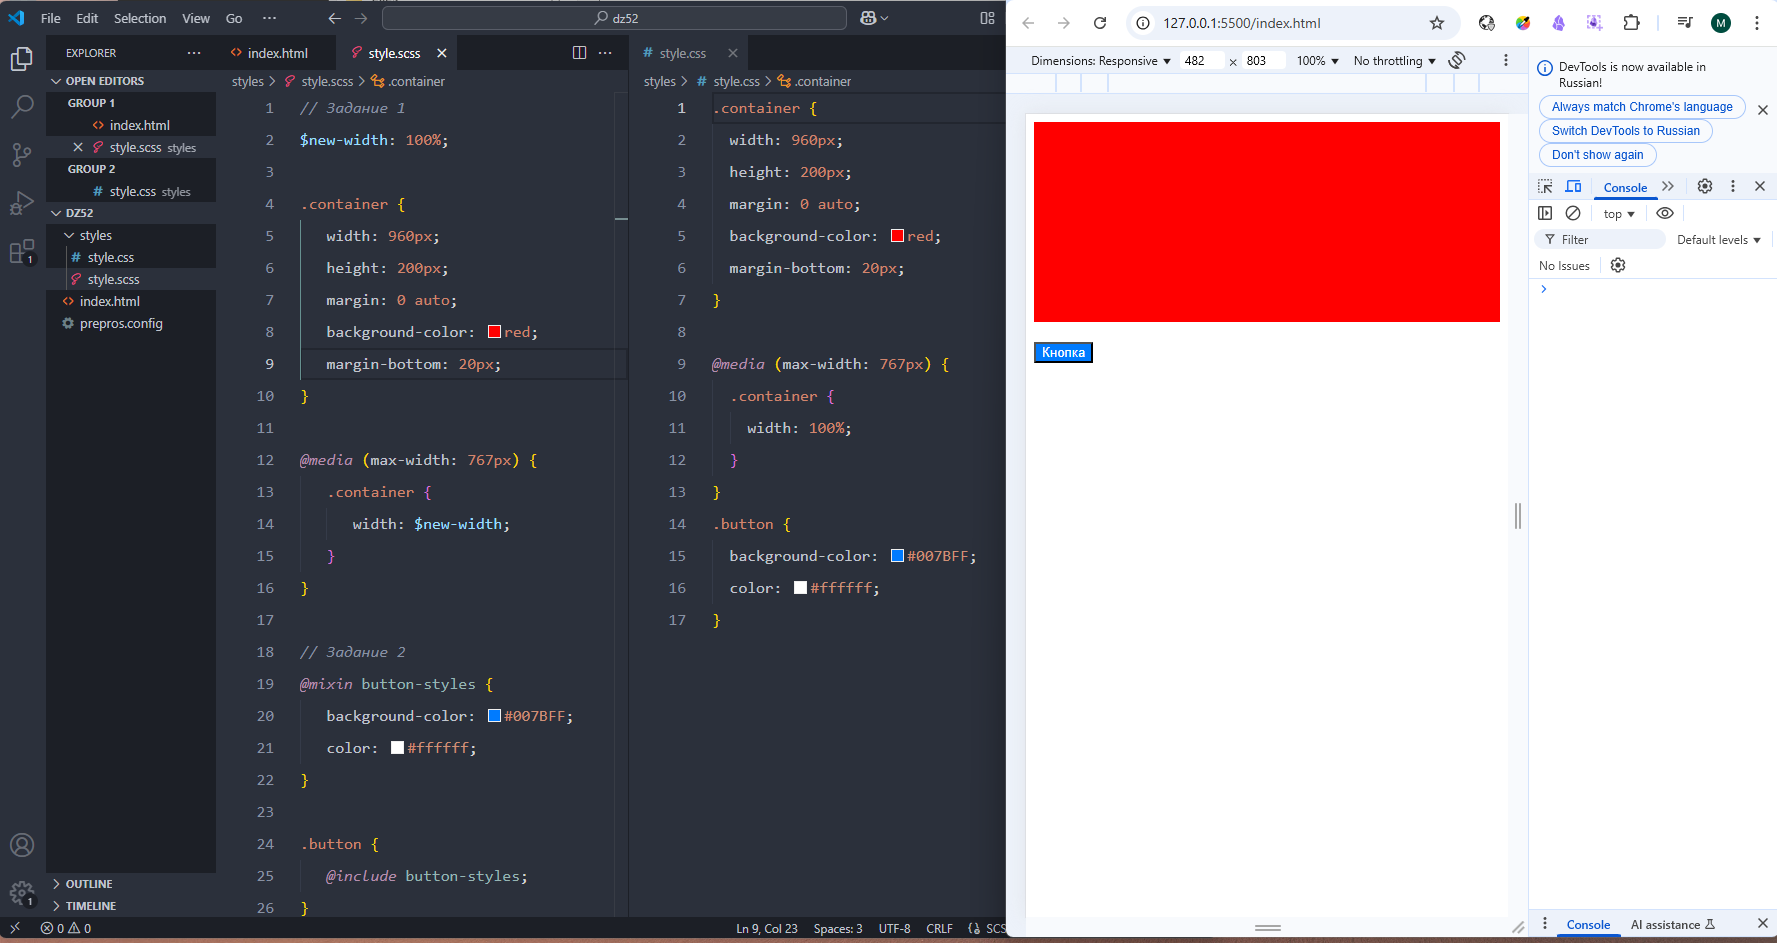 File Edit Selection View Go ··· dz52
EXPLORER ···
OPEN EDITORS
GROUP 1
index.html
style.scss styles
GROUP 2
style.css styles
DZ52
styles
style.css
style.scss
index.html
prepros.config
OUTLINE
TIMELINE
1
1
index.html style.scss
styles > style.scss > .container
1 // Задание 1
2 $new-width: 100%;
3
4 .container {
5 width: 960px;
6 height: 200px;
7 margin: 0 auto;
8 background-color: red;
9 margin-bottom: 20px;
10 }
11
12 @media (max-width: 767px) {
13 .container {
14 width: $new-width;
15 }
16 }
17
18 // Задание 2
19 @mixin button-styles {
20 background-color: #007BFF;
21 color: #ffffff;
22 }
23
24 .button {
25 @include button-styles;
26 }
style.css
styles > style.css > .container
1 .container {
2 width: 960px;
3 height: 200px;
4 margin: 0 auto;
5 background-color: red;
6 margin-bottom: 20px;
7 }
8
9 @media (max-width: 767px) {
10 .container {
11 width: 100%;
12 }
13 }
14 .button {
15 background-color: #007BFF;
16 color: #ffffff;
17 }
0 0 Ln 9, Col 23 Spaces: 3 UTF-8 CRLF SCS
127.0.0.1:5500/index.html M
Dimensions: Responsive 482 x 803 100% No throttling
Кнопка
DevTools is now available in
Russian!
Always match Chrome's language
Switch DevTools to Russian
Don't show again
Console
top
Filter Default levels
No Issues
Console AI assistance